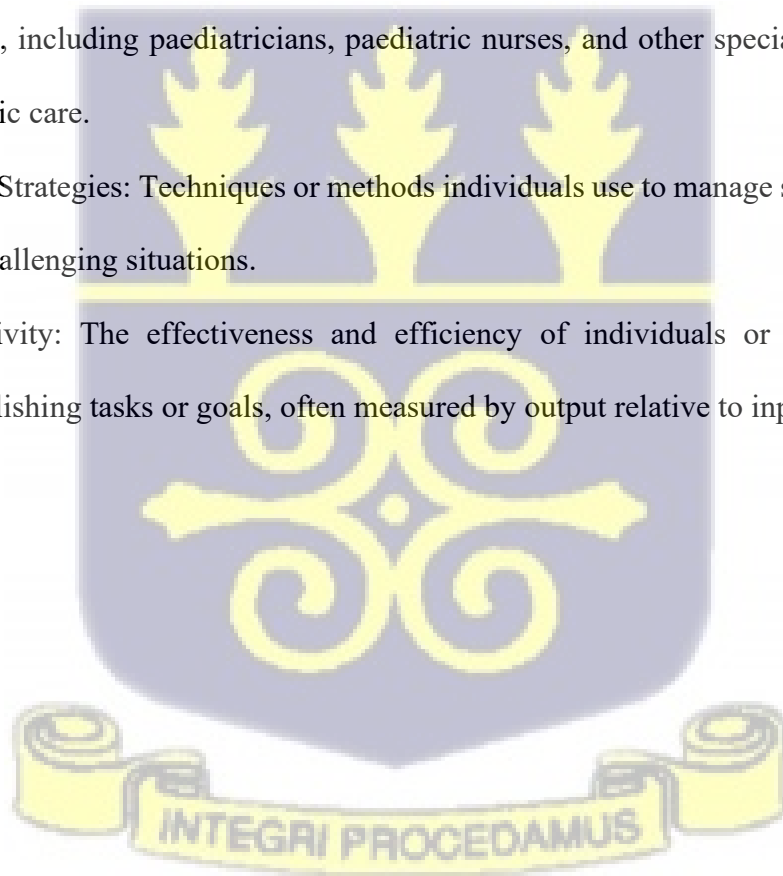 , including paediatricians, paediatric nurses, and other specia
ic care.
Strategies: Techniques or methods individuals use to manage s
allenging situations.
ivity: The effectiveness and efficiency of individuals or
lishing tasks or goals, often measured by output relative to inp
INTEGRI PROCEDAMUS